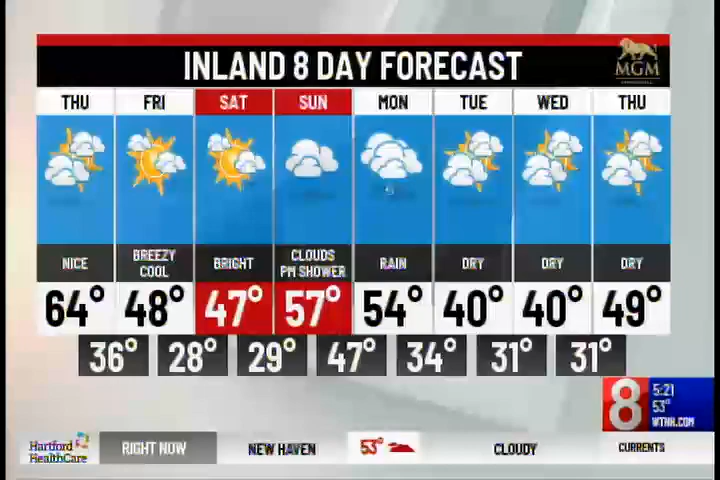 INLAND 8 DAY FORECAST
MGM
THU FRI SAT SUN MON TUE WED THU
NICE BREEZY COOL BRIGHT CLOUDS PM SHOWER RAIN DRY DRY DRY
64° 48° 47° 57° 54° 40° 40° 49°
36° 28° 29° 47° 34° 31° 31°
8 5:21
53°
WTNH.COM
Hartford HealthCare RIGHT NOW NEW HAVEN 53° CLOUDY CURRENTS